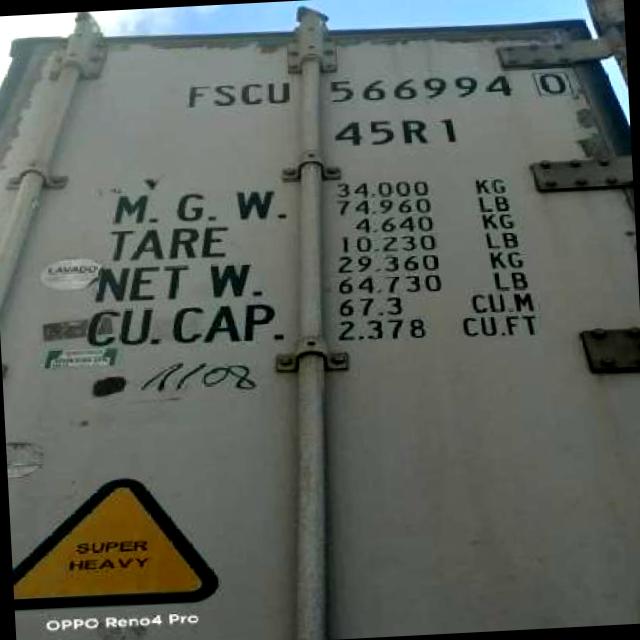 FSCU 566994 0
45R1
M. G. W. 34.000 KG
74.960 LB
TARE 4.640 KG
10.230 LB
NET W. 29.360 KG
64.730 LB
CU. CAP. 67.3 CU.M
2.378 CU.FT
LAVADO
1108
SUPER
HEAVY
OPPO Reno4 Pro